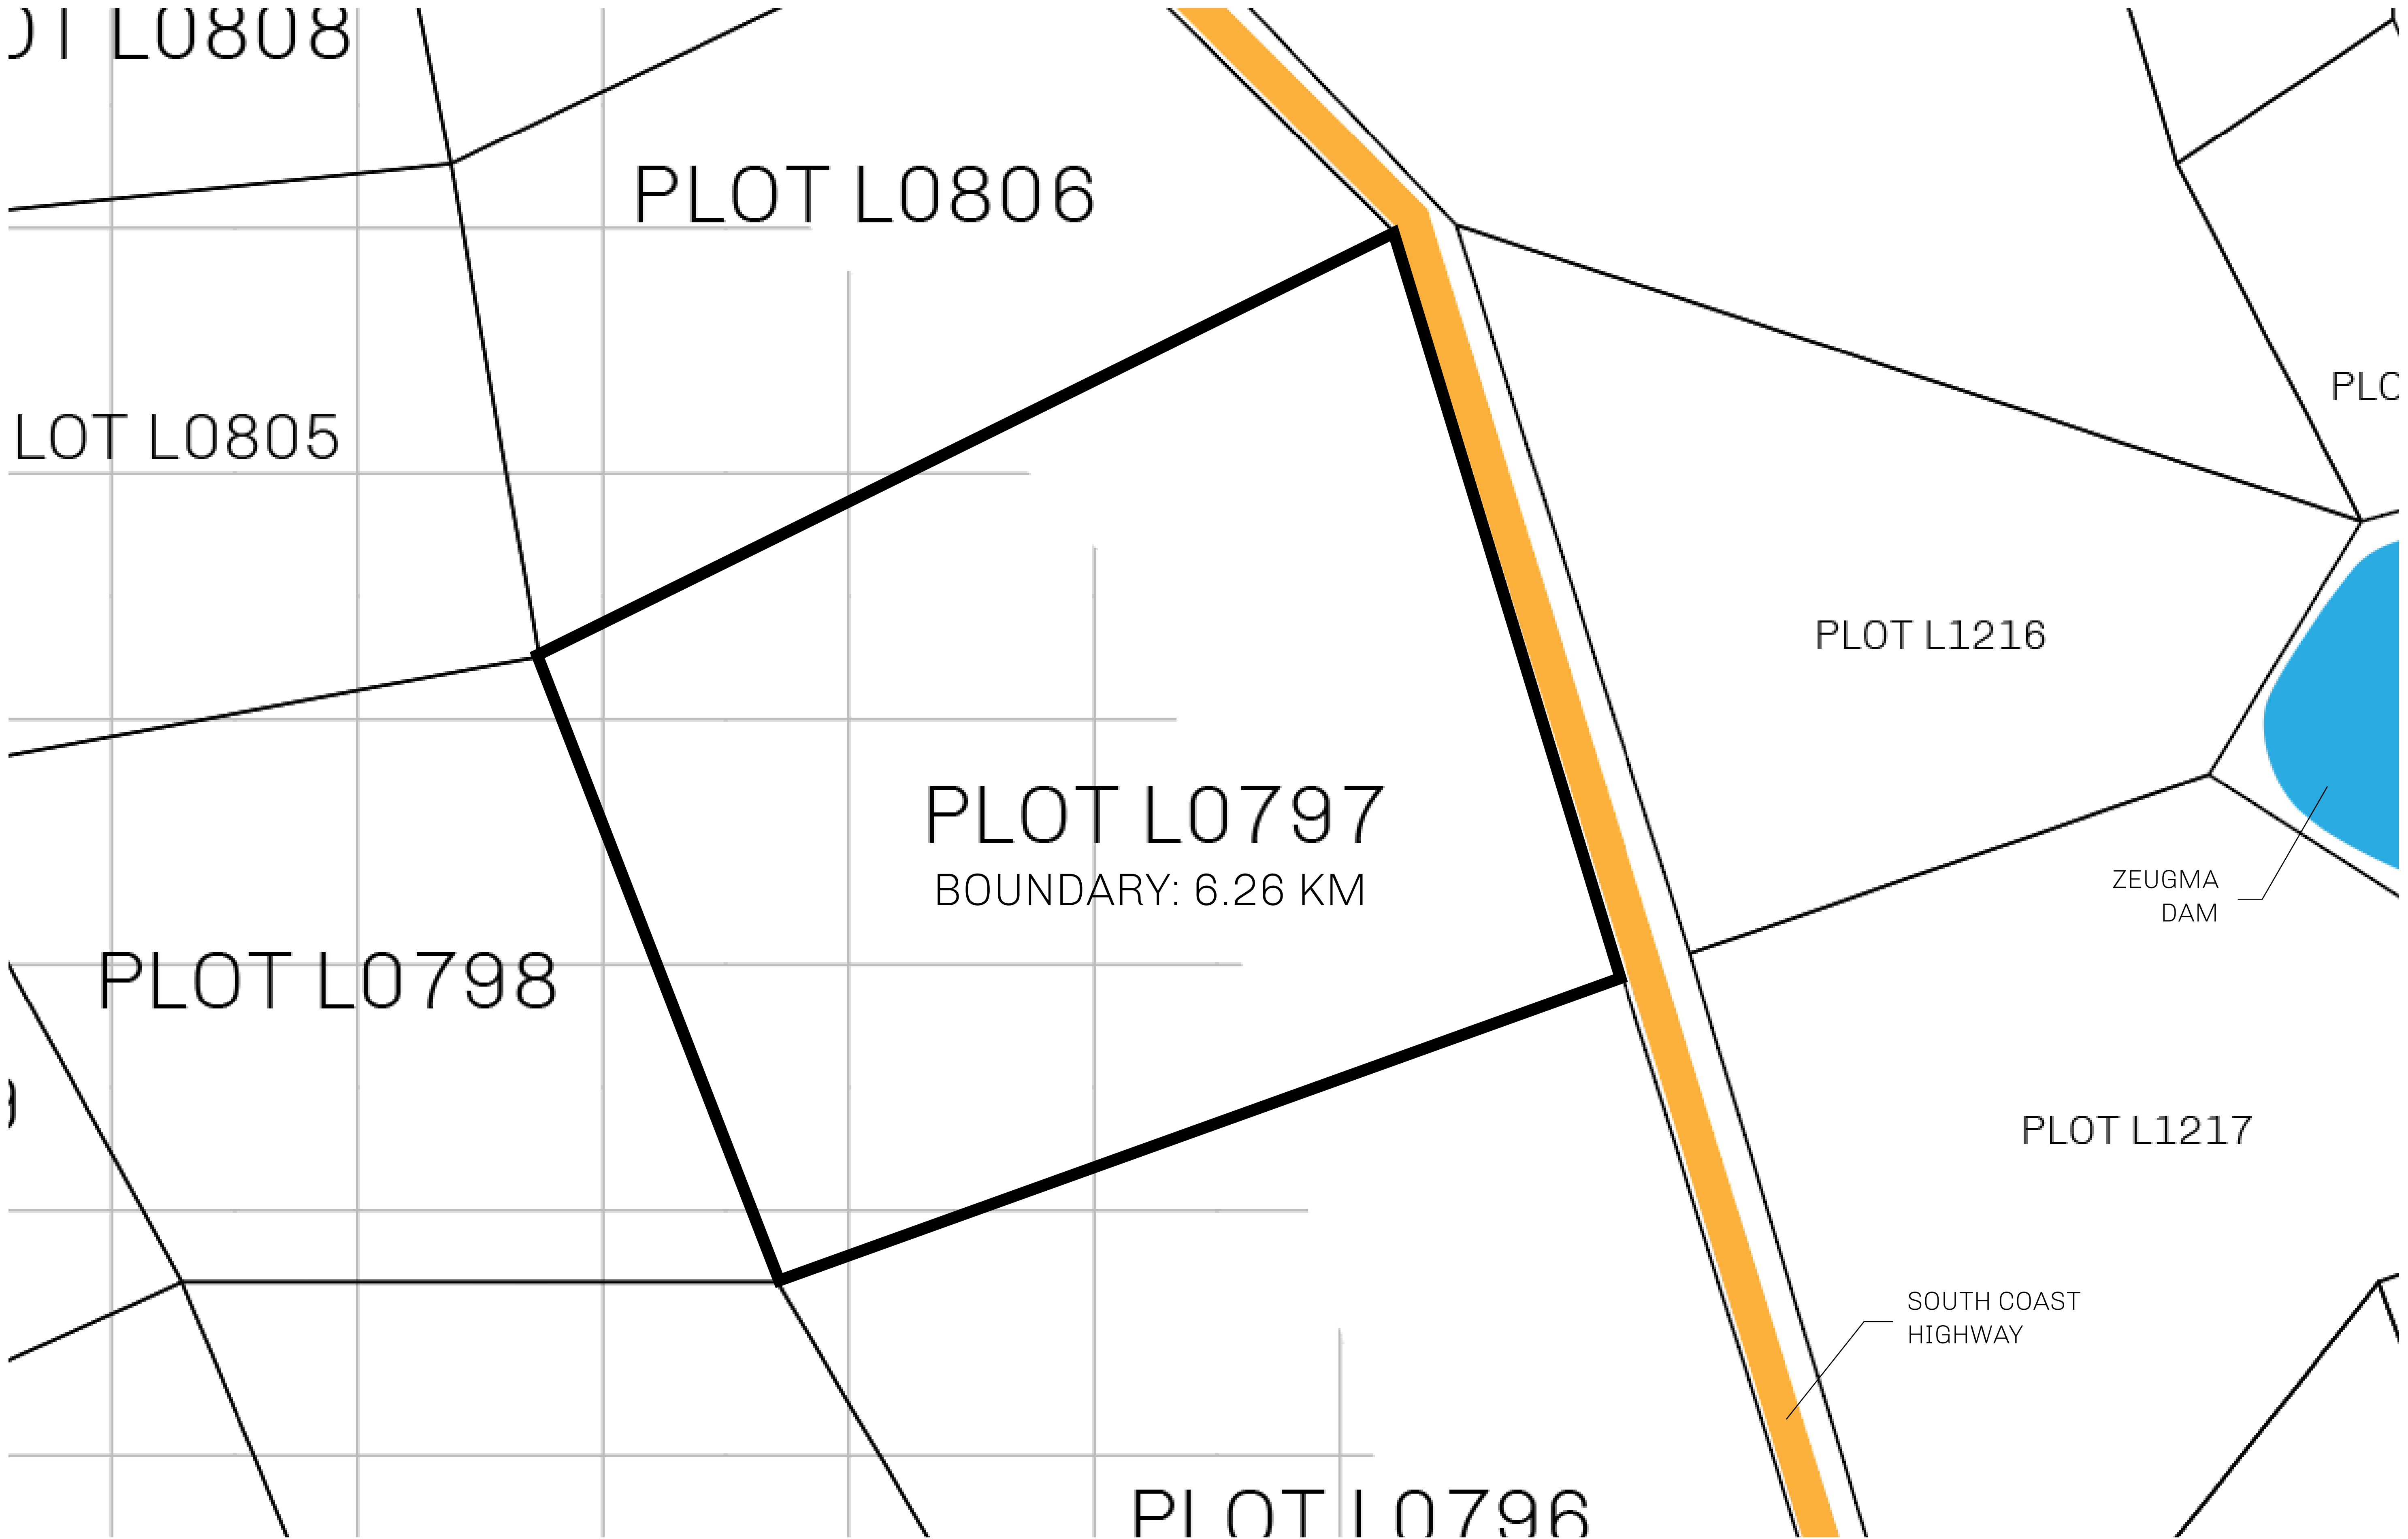 L0808
PLOT L0806
LOT L0805
PLOT L1216
PLOT L0797
BOUNDARY: 6.26 KM
ZEUGMA
DAM
PLOT L0798
PLOT L1217
SOUTH COAST
HIGHWAY
PLOT L0796